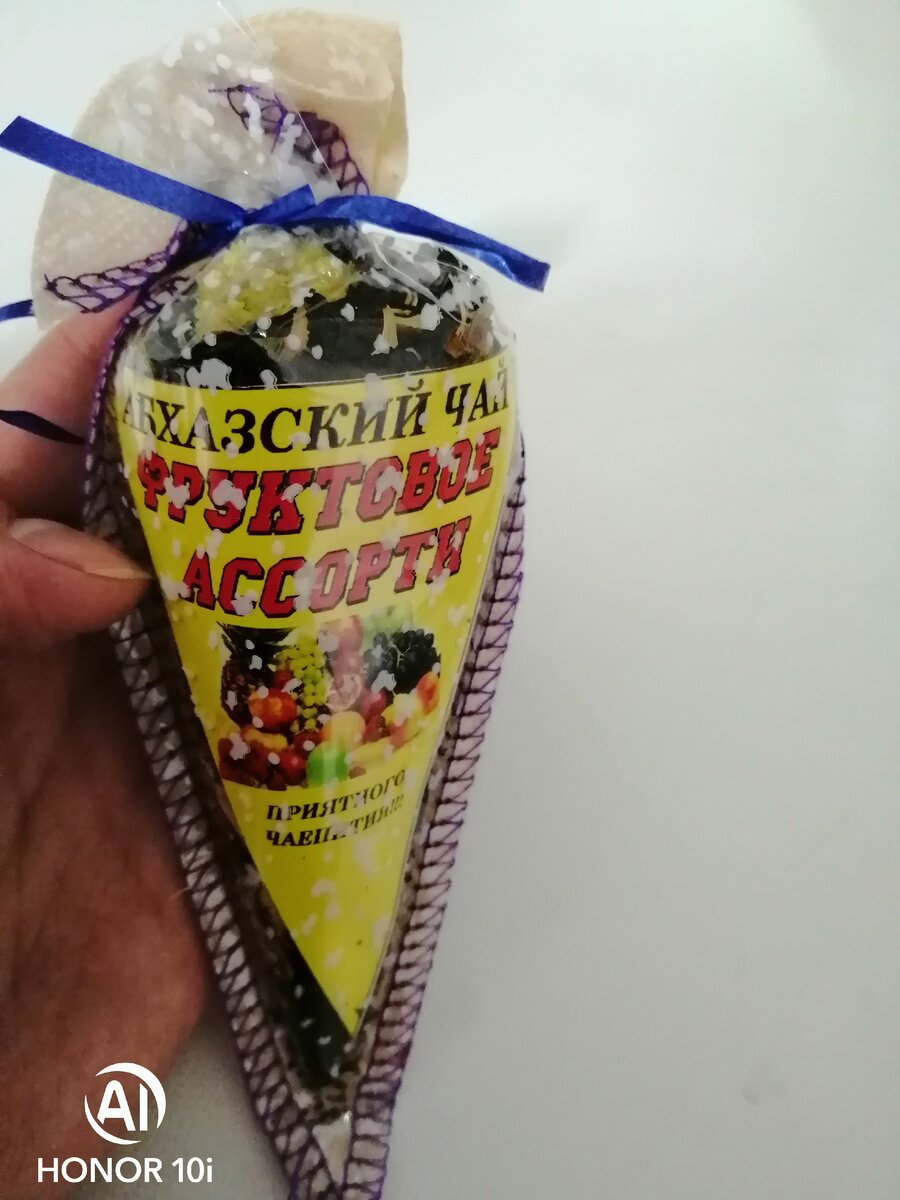 АБХАЗСКИЙ ЧАЙ
ФРУКТОВОЕ
АССОРТИ
ПРИЯТНОГО
ЧАЕПИТИЯ!!!
AI
HONOR 10i